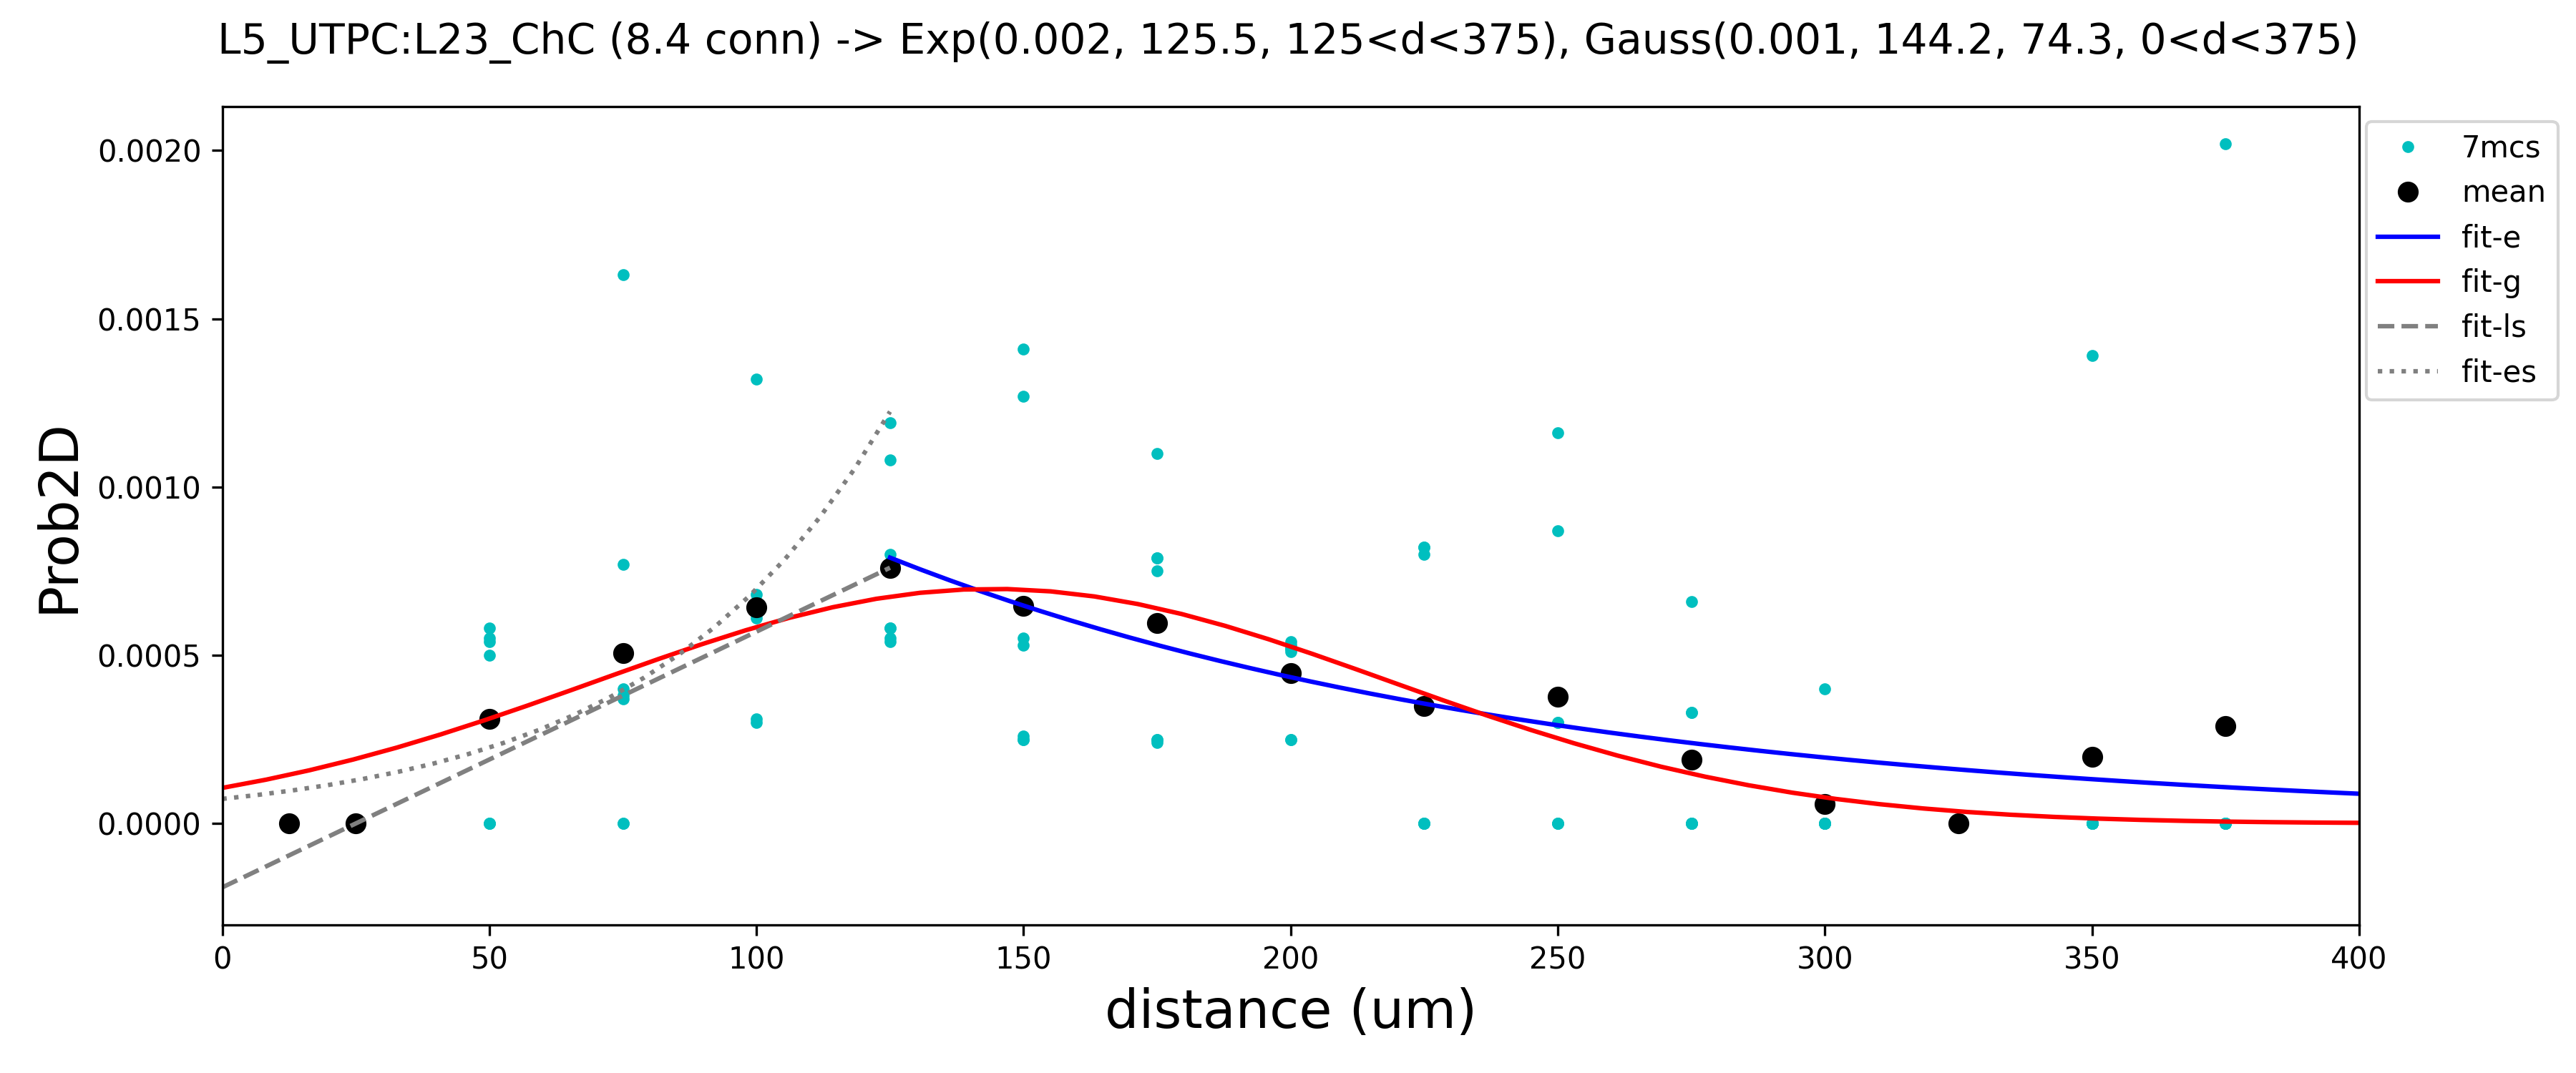 L5_UTPC:L23_ChC (8.4 conn) -> Exp(0.002, 125.5, 125<d<375), Gauss(0.001, 144.2, 74.3, 0<d<375)
0.0020
0.0015
0.0010
0.0005
0.0000
Prob2D
0 50 100 150 200 250 300 350 400
distance (um)
7mcs
mean
fit-e
fit-g
fit-ls
fit-es